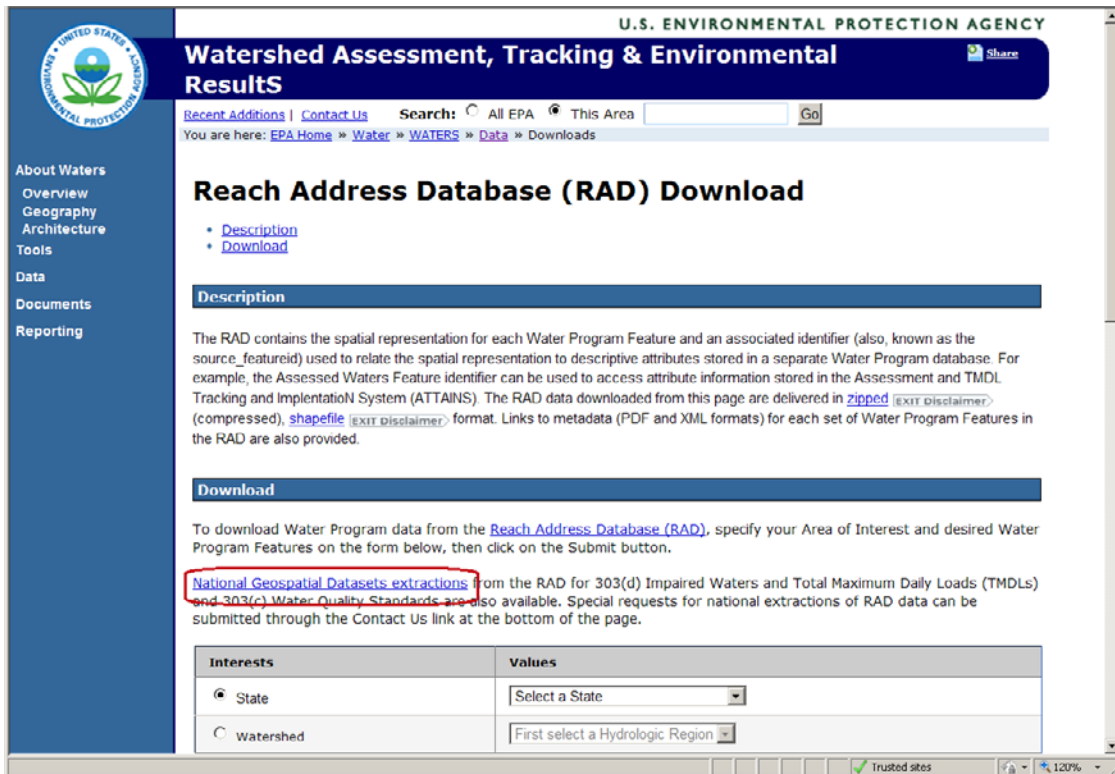 U.S. ENVIRONMENTAL PROTECTION AGENCY
UNITED STATES
ENVIRONMENTAL PROTECTION
Watershed Assessment, Tracking & Environmental
ResultS
Share
Recent Additions | Contact Us Search: All EPA This Area Go
You are here: EPA Home » Water » WATERS » Data » Downloads
About Waters
Overview
Geography
Architecture
Tools
Data
Documents
Reporting
Reach Address Database (RAD) Download
• Description
• Download
Description
The RAD contains the spatial representation for each Water Program Feature and an associated identifier (also, known as the
source_featureid) used to relate the spatial representation to descriptive attributes stored in a separate Water Program database. For
example, the Assessed Waters Feature identifier can be used to access attribute information stored in the Assessment and TMDL
Tracking and ImplentatioN System (ATTAINS). The RAD data downloaded from this page are delivered in zipped EXIT Disclaimer
(compressed), shapefile EXIT Disclaimer format. Links to metadata (PDF and XML formats) for each set of Water Program Features in
the RAD are also provided.
Download
To download Water Program data from the Reach Address Database (RAD), specify your Area of Interest and desired Water
Program Features on the form below, then click on the Submit button.
National Geospatial Datasets extractions from the RAD for 303(d) Impaired Waters and Total Maximum Daily Loads (TMDLs)
and 303(c) Water Quality Standards are also available. Special requests for national extractions of RAD data can be
submitted through the Contact Us link at the bottom of the page.
Interests Values
State Select a State
Watershed First select a Hydrologic Region
Trusted sites 120%